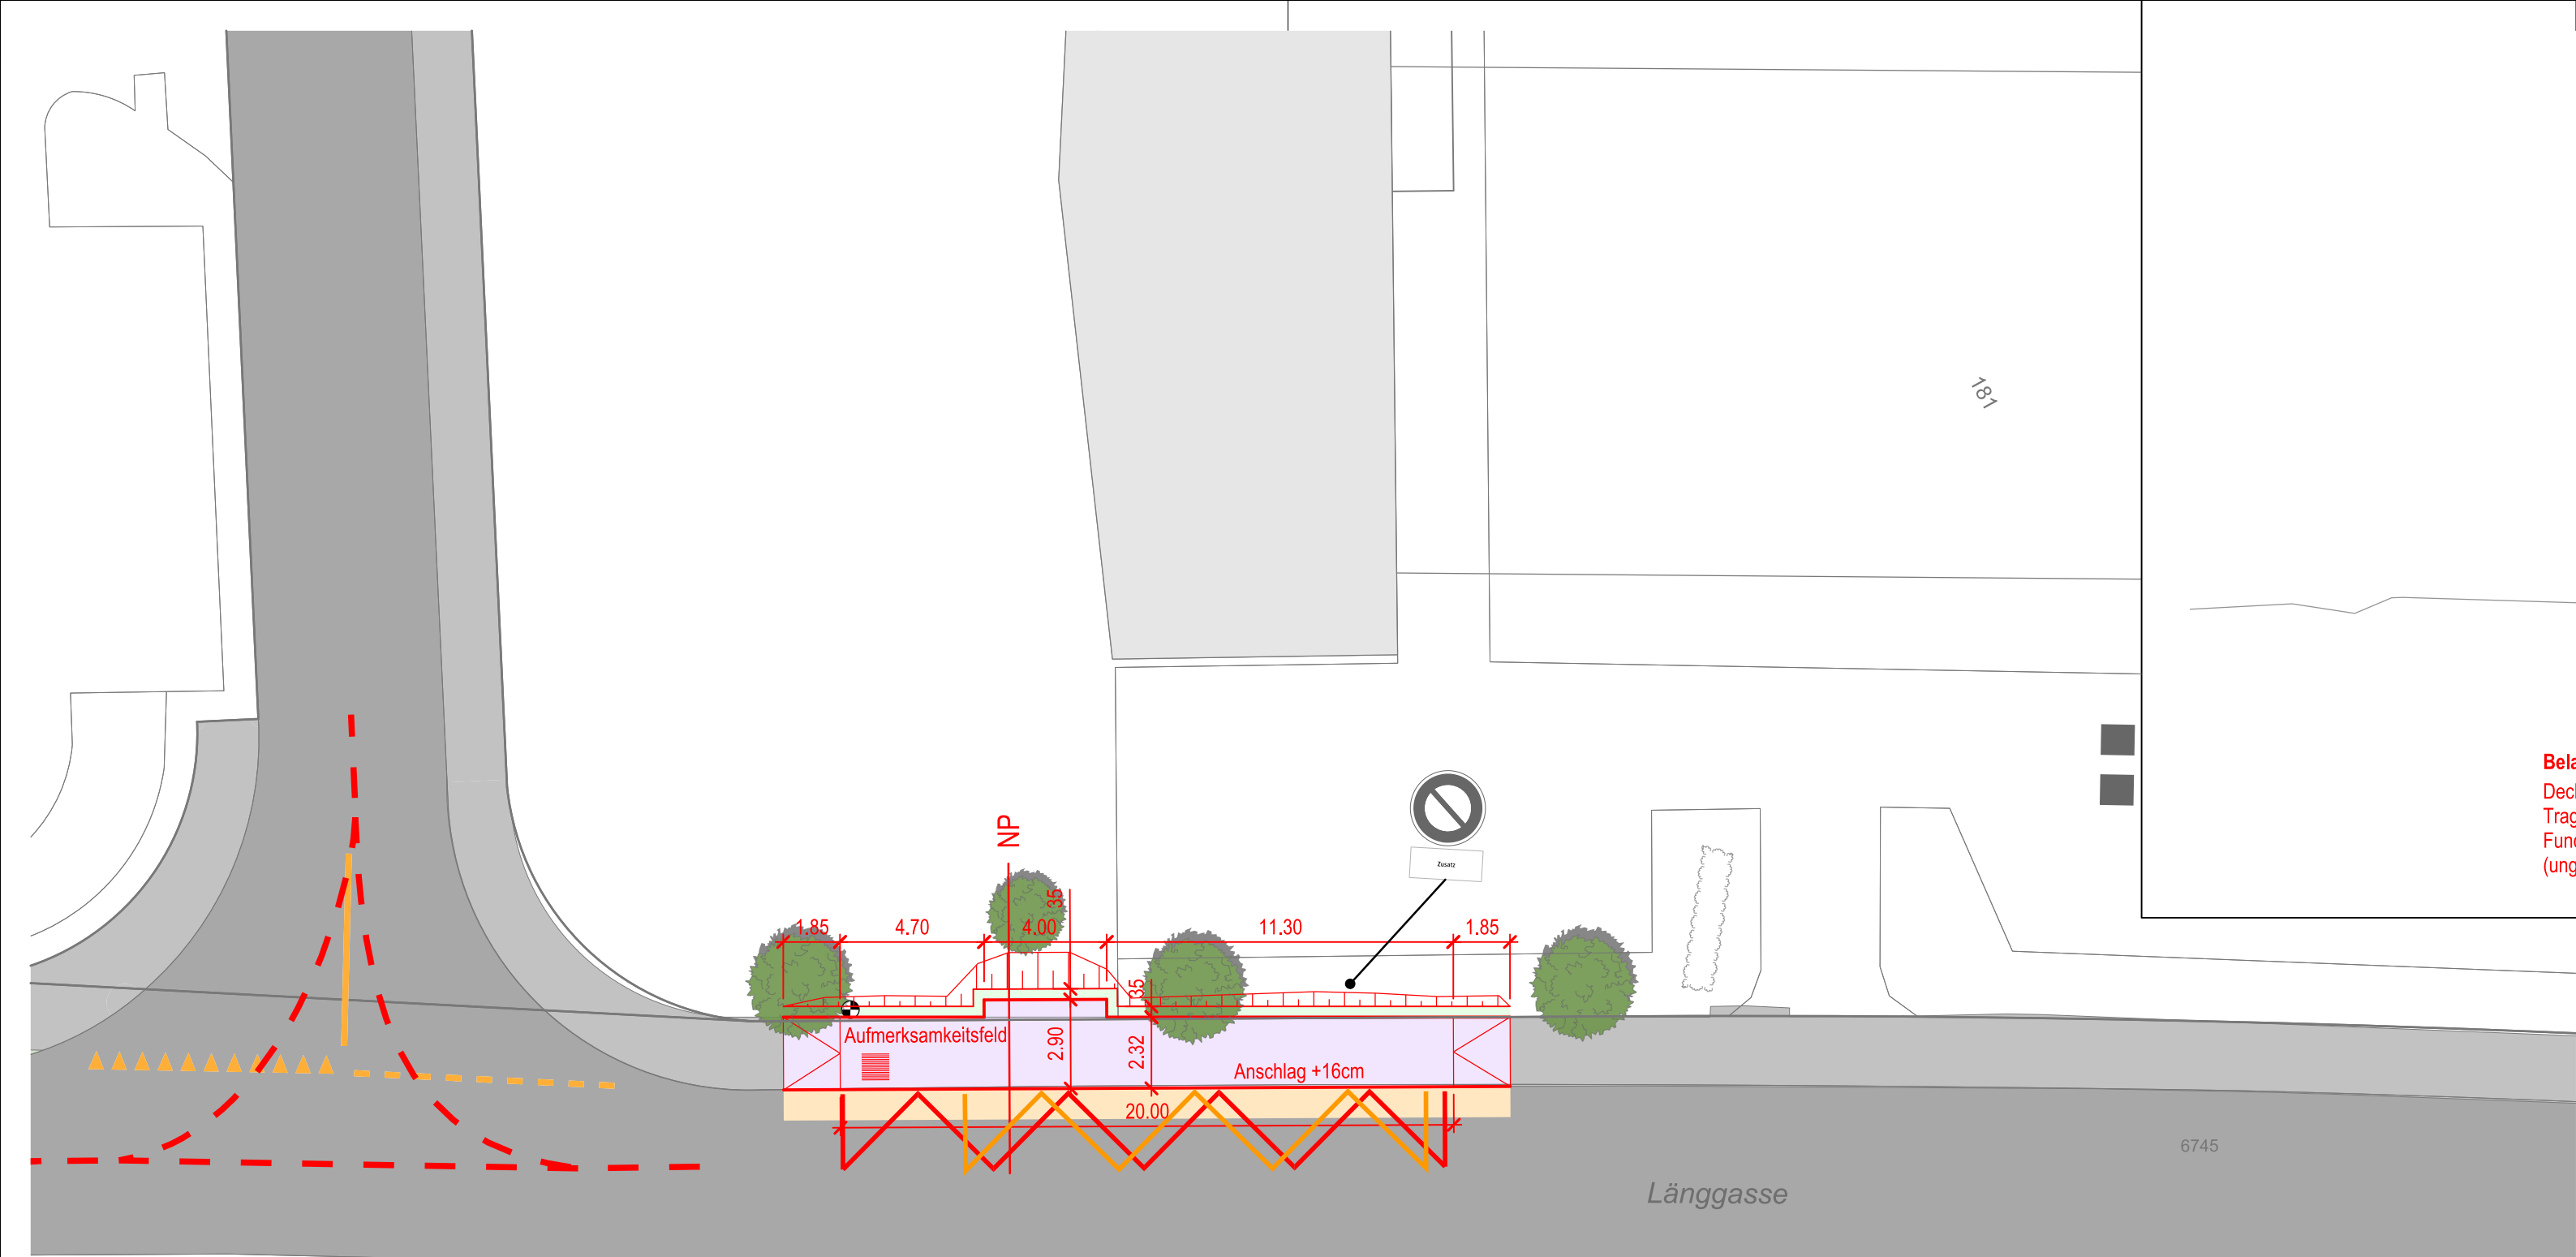 181
Bela
Deck
Trag
Fund
(ung
NP
Zusatz
35
1.85
4.70
4.00
11.30
1.85
35
Aufmerksamkeitsfeld
2.90
2.32
Anschlag +16cm
20.00
6745
Länggasse